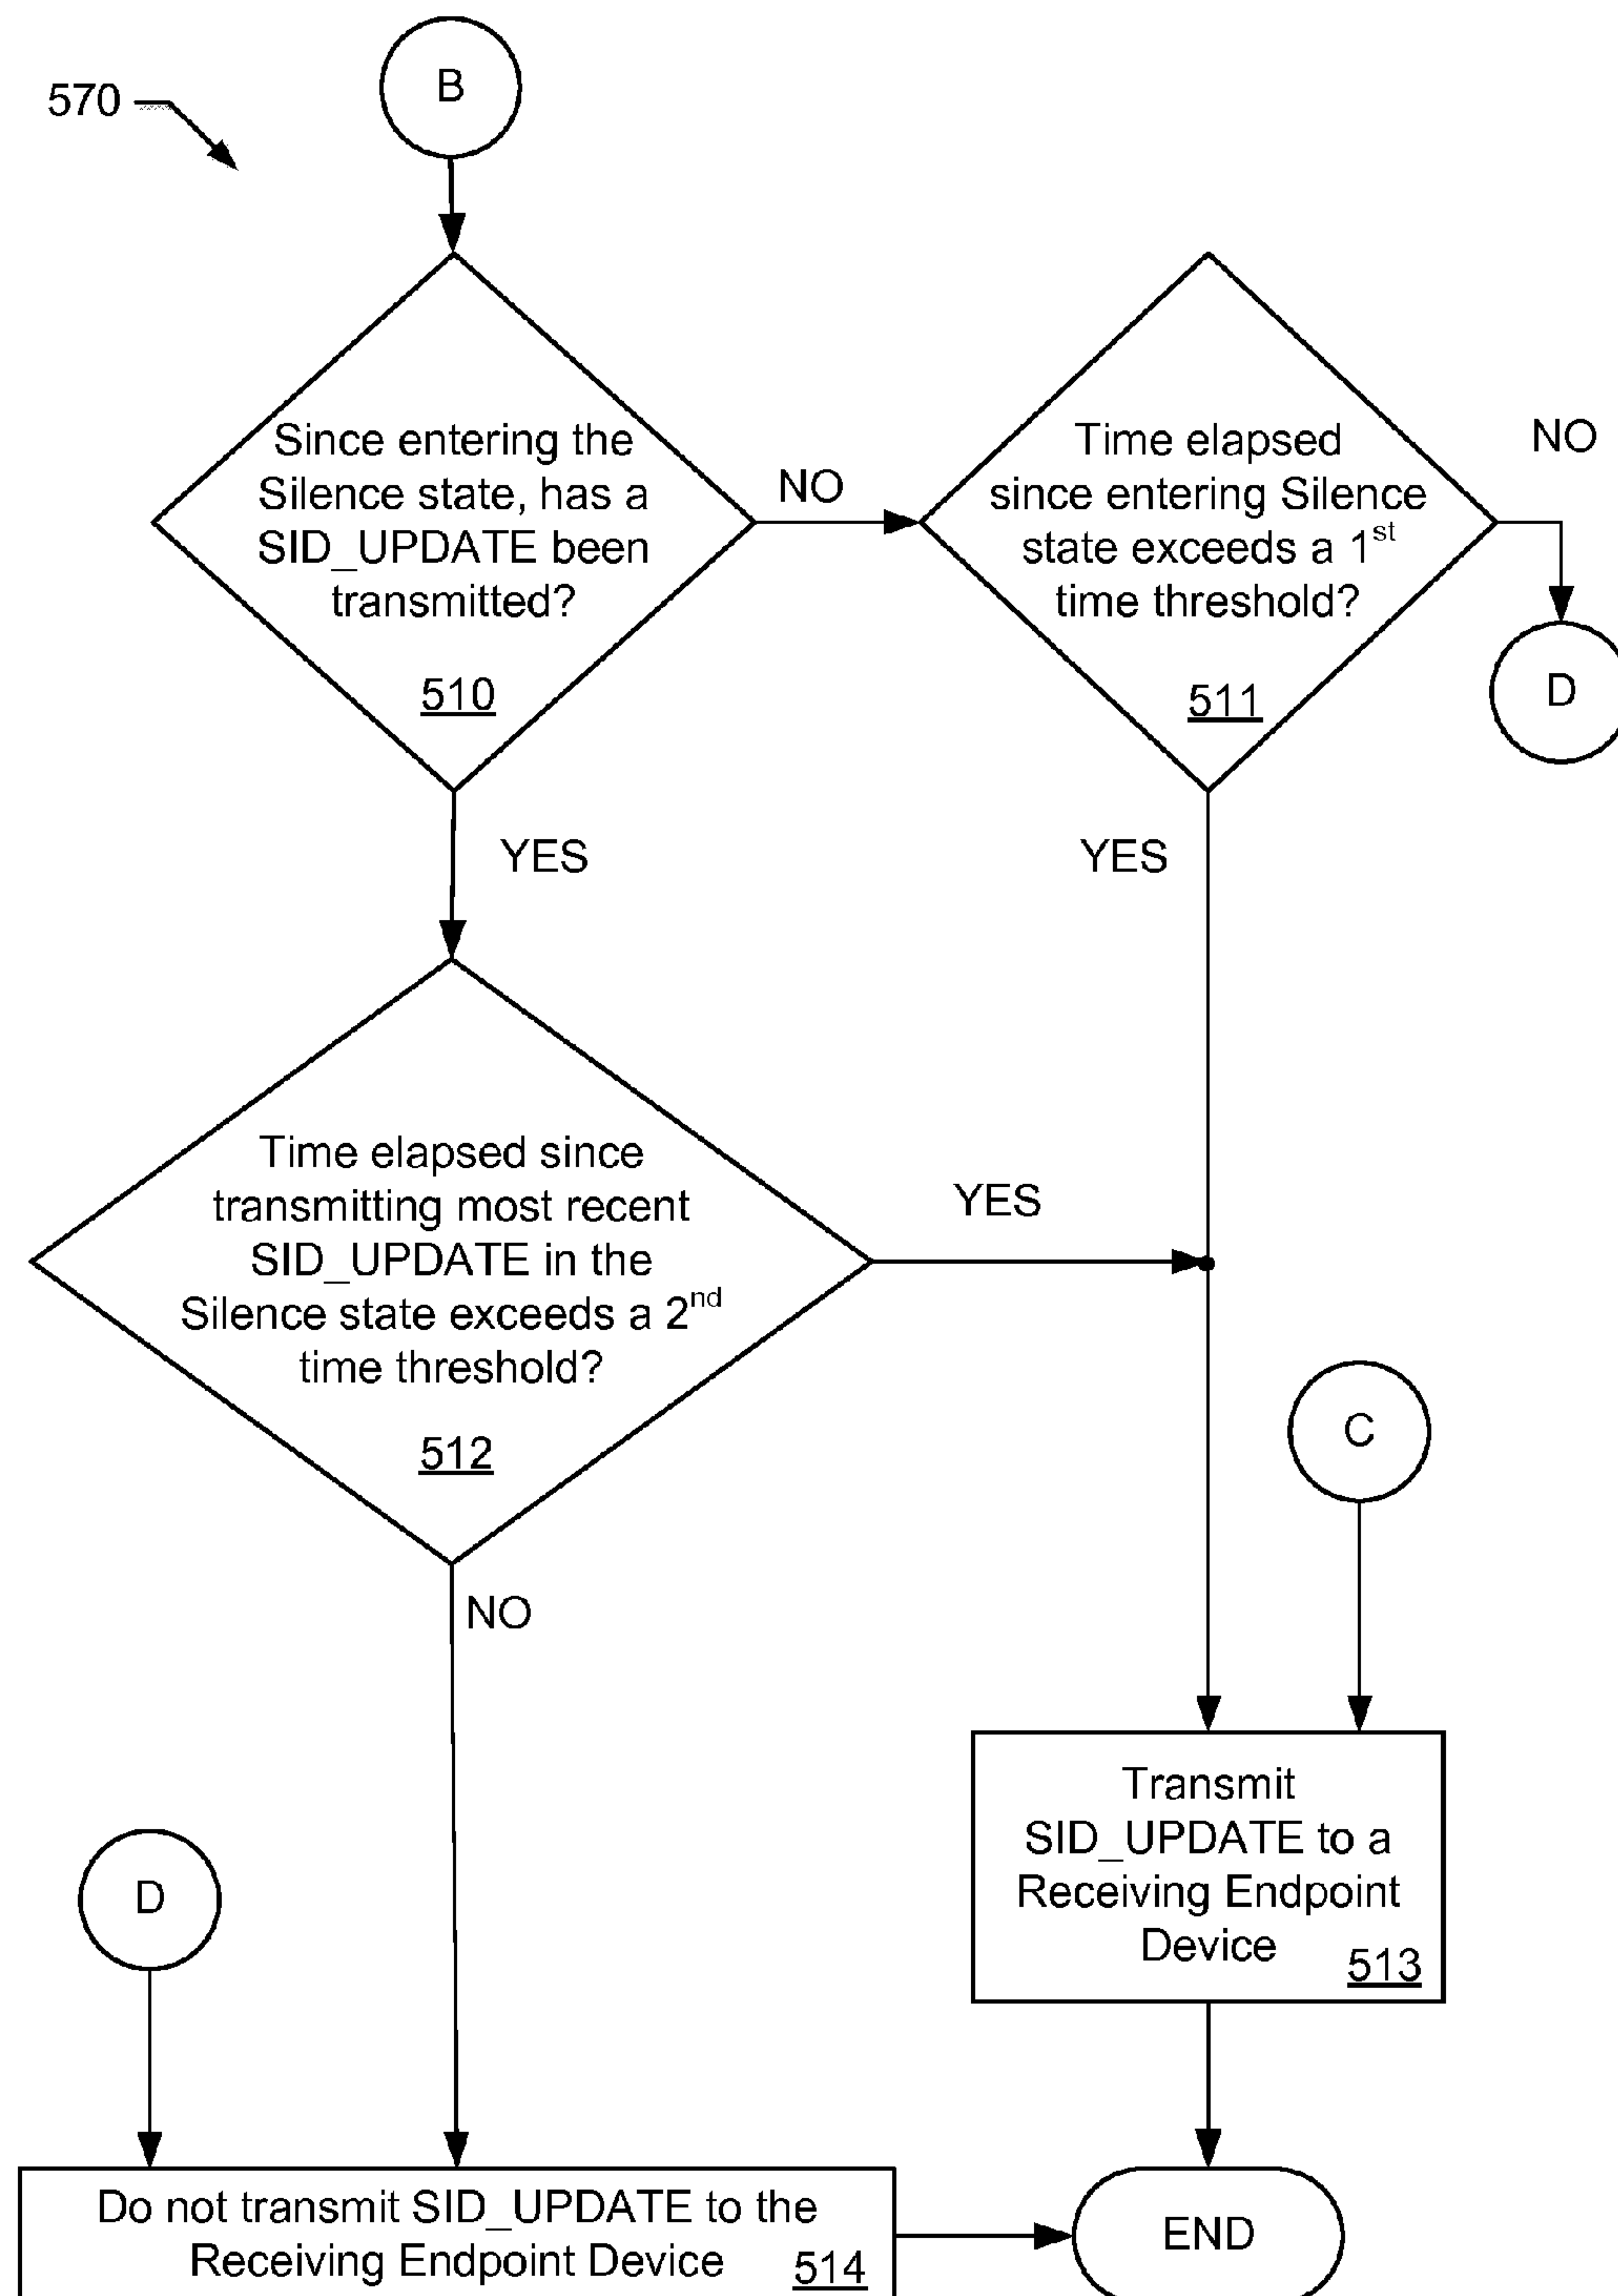 570
B
Since entering the
Silence state, has a
SID_UPDATE been
transmitted?
510
NO
Time elapsed
since entering Silence
state exceeds a 1st
time threshold?
511
NO
D
YES
YES
Time elapsed since
transmitting most recent
SID_UPDATE in the
Silence state exceeds a 2nd
time threshold?
512
YES
NO
C
Transmit
SID_UPDATE to a
Receiving Endpoint
Device
513
D
Do not transmit SID_UPDATE to the
Receiving Endpoint Device
514
END